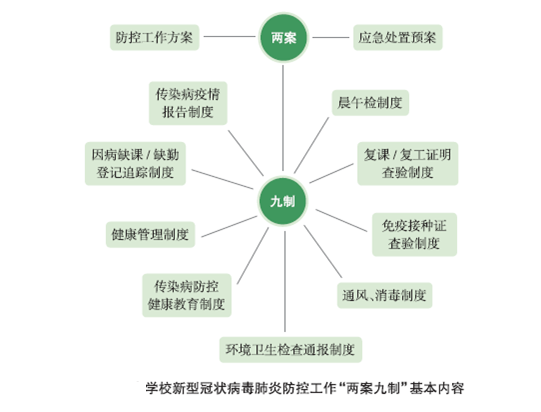 防控工作方案
两案
应急处置预案
传染病疫情
报告制度
晨午检制度
因病缺课 / 缺勤
登记追踪制度
复课 / 复工证明
查验制度
九制
健康管理制度
免疫接种证
查验制度
传染病防控
健康教育制度
通风、消毒制度
环境卫生检查通报制度
学校新型冠状病毒肺炎防控工作“两案九制”基本内容